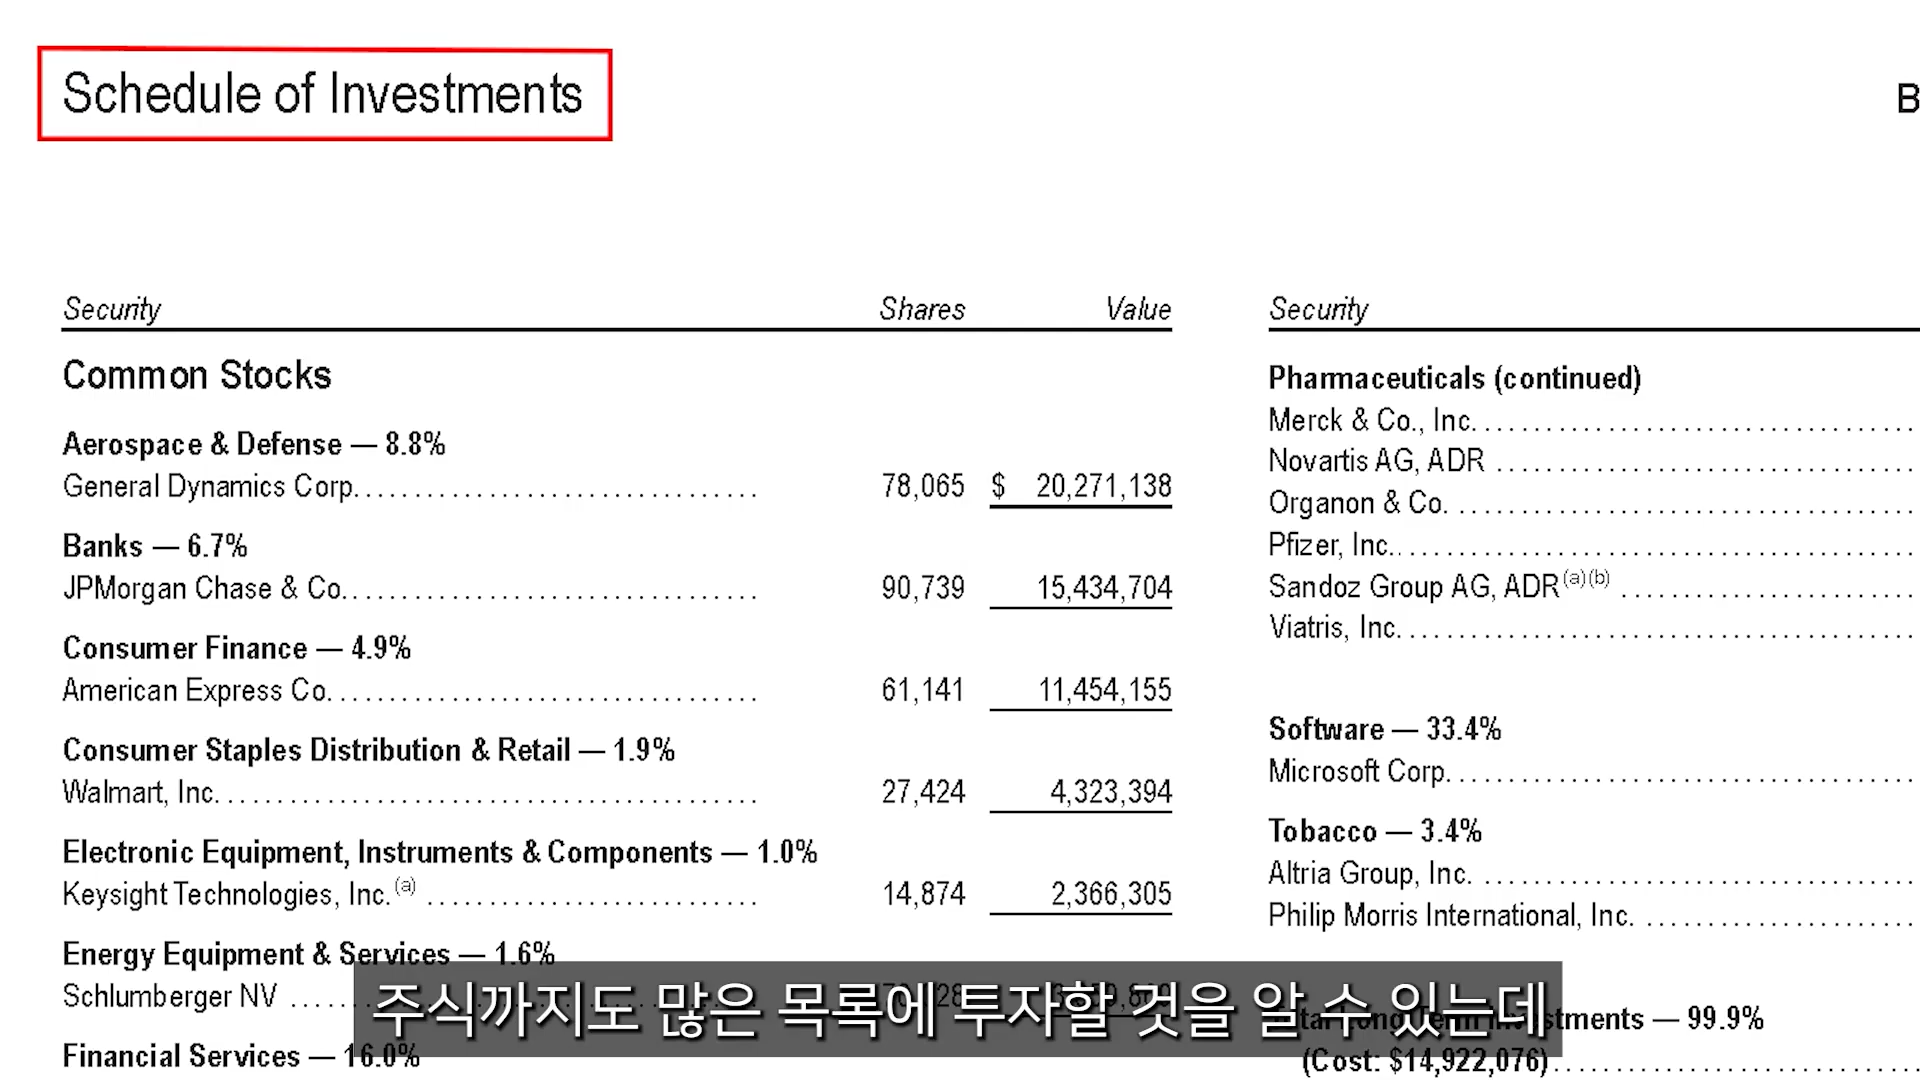 Schedule of Investments
B
Security Shares Value
Common Stocks
Aerospace & Defense — 8.8%
General Dynamics Corp. 78,065 $ 20,271,138
Banks — 6.7%
JPMorgan Chase & Co. 90,739 15,434,704
Consumer Finance — 4.9%
American Express Co. 61,141 11,454,155
Consumer Staples Distribution & Retail — 1.9%
Walmart, Inc. 27,424 4,323,394
Electronic Equipment, Instruments & Components — 1.0%
Keysight Technologies, Inc.(a) 14,874 2,366,305
Energy Equipment & Services — 1.6%
Schlumberger NV
Financial Services — 16.0%
Security
Pharmaceuticals (continued)
Merck & Co., Inc.
Novartis AG, ADR
Organon & Co.
Pfizer, Inc.
Sandoz Group AG, ADR(a)(b)
Viatris, Inc.
Software — 33.4%
Microsoft Corp.
Tobacco — 3.4%
Altria Group, Inc.
Philip Morris International, Inc.
Total Long-Term Investments — 99.9%
(Cost: $14,922,076)
주식까지도 많은 목록에 투자할 것을 알 수 있는데